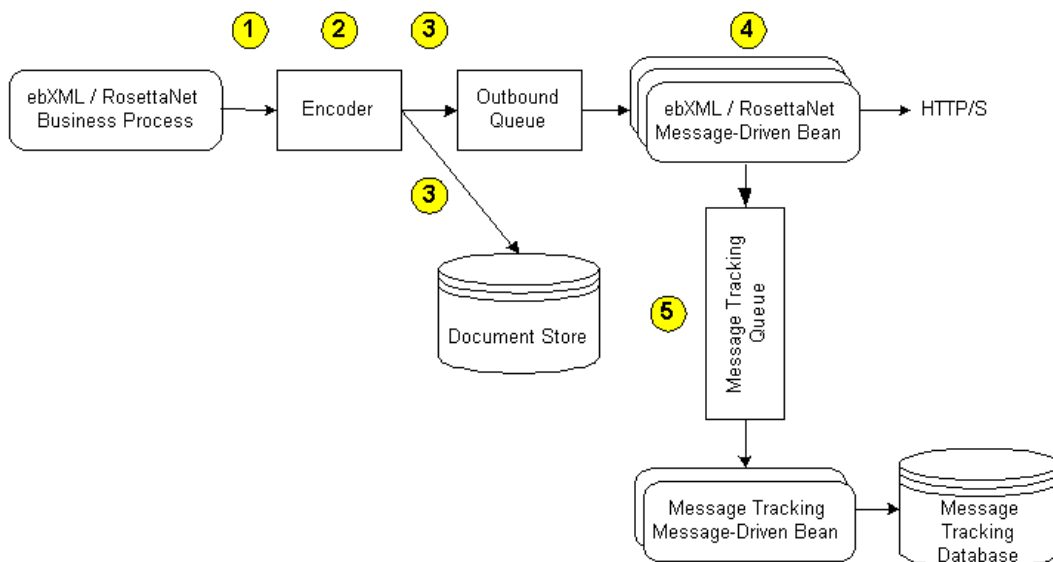 1
2
3
4
ebXML / RosettaNet
Business Process
Encoder
Outbound
Queue
ebXML / RosettaNet
Message-Driven Bean
HTTP/S
3
Document Store
5
Message Tracking
Queue
Message Tracking
Message-Driven Bean
Message
Tracking
Database